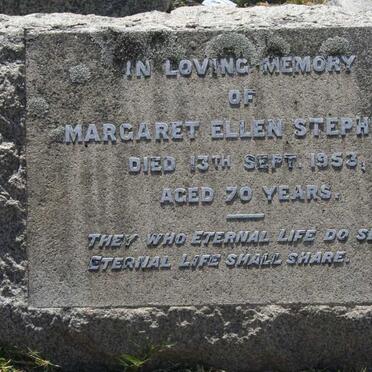 IN LOVING MEMORY
OF
MARGARET ELLEN STEPH
DIED 13TH SEPT. 1953,
AGED 70 YEARS.
THEY WHO ETERNAL LIFE DO SE
ETERNAL LIFE SHALL SHARE.